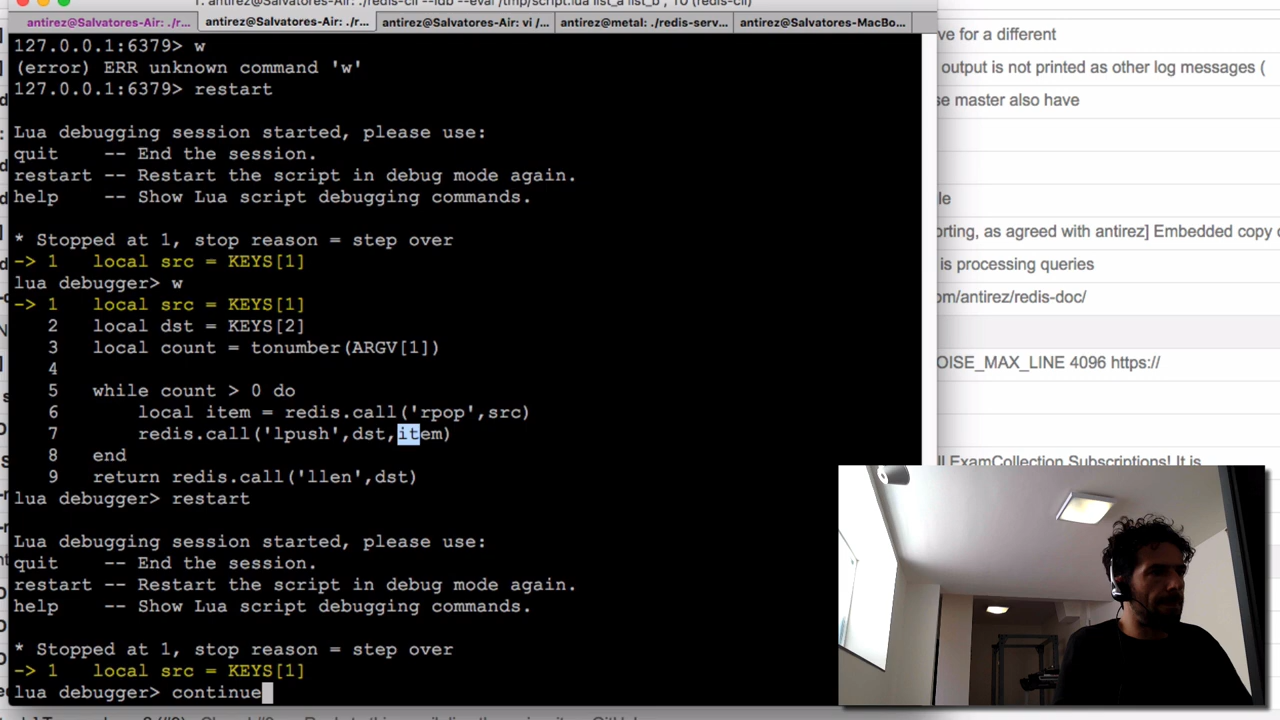 1. antirez@Salvatores-Air: ./redis-cli --ldb --eval /tmp/script.lua list_a list_b , 10 (redis-cli)
antirez@Salvatores-Air: ./r... antirez@Salvatores-Air: ./r... antirez@Salvatores-Air: vi /... antirez@metal: ./redis-serv... antirez@Salvatores-MacBo...
127.0.0.1:6379> w
(error) ERR unknown command 'w'
127.0.0.1:6379> restart
Lua debugging session started, please use:
quit    -- End the session.
restart -- Restart the script in debug mode again.
help    -- Show Lua script debugging commands.
* Stopped at 1, stop reason = step over
-> 1   local src = KEYS[1]
lua debugger> w
-> 1   local src = KEYS[1]
   2   local dst = KEYS[2]
   3   local count = tonumber(ARGV[1])
   4
   5   while count > 0 do
   6       local item = redis.call('rpop',src)
   7       redis.call('lpush',dst,item)
   8   end
   9   return redis.call('llen',dst)
lua debugger> restart
Lua debugging session started, please use:
quit    -- End the session.
restart -- Restart the script in debug mode again.
help    -- Show Lua script debugging commands.
* Stopped at 1, stop reason = step over
-> 1   local src = KEYS[1]
lua debugger> continue
ve for a different
output is not printed as other log messages (
se master also have
le
orting, as agreed with antirez] Embedded copy
is processing queries
om/antirez/redis-doc/
OISE_MAX_LINE 4096 https://
ExamCollection Subscriptions! It is